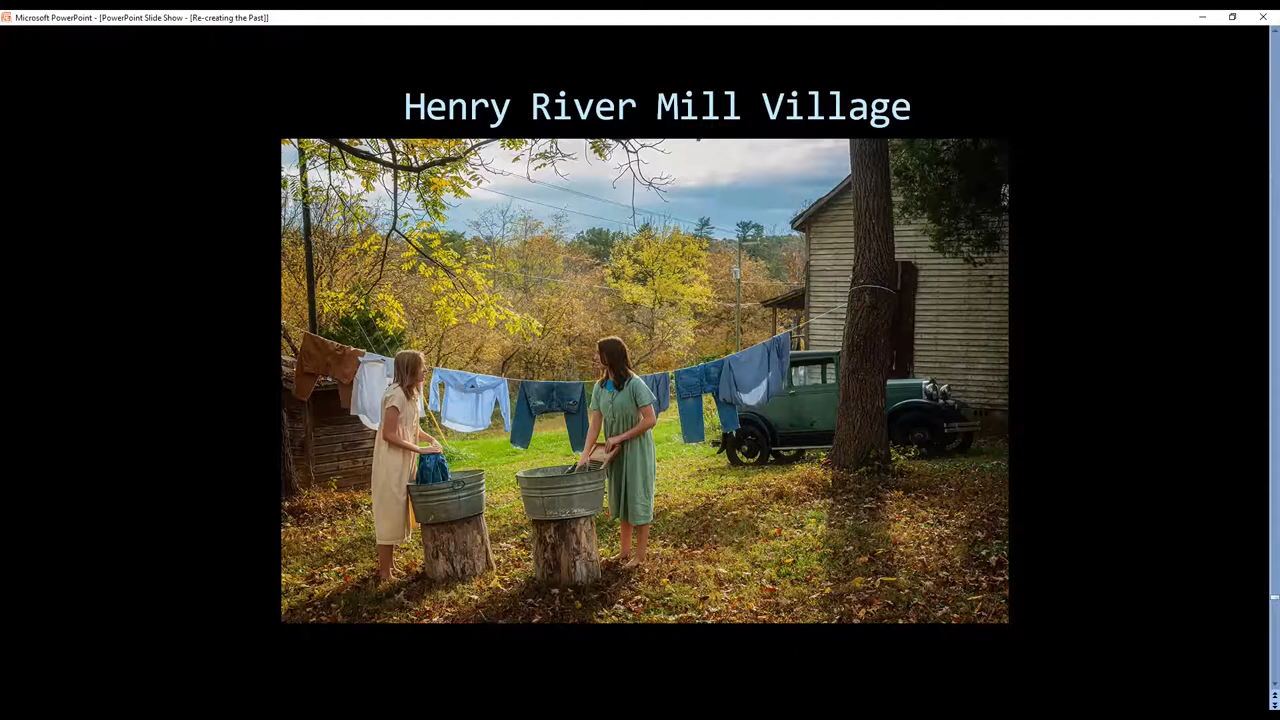 Microsoft PowerPoint - [PowerPoint Slide Show - [Re-creating the Past]]
Henry River Mill Village